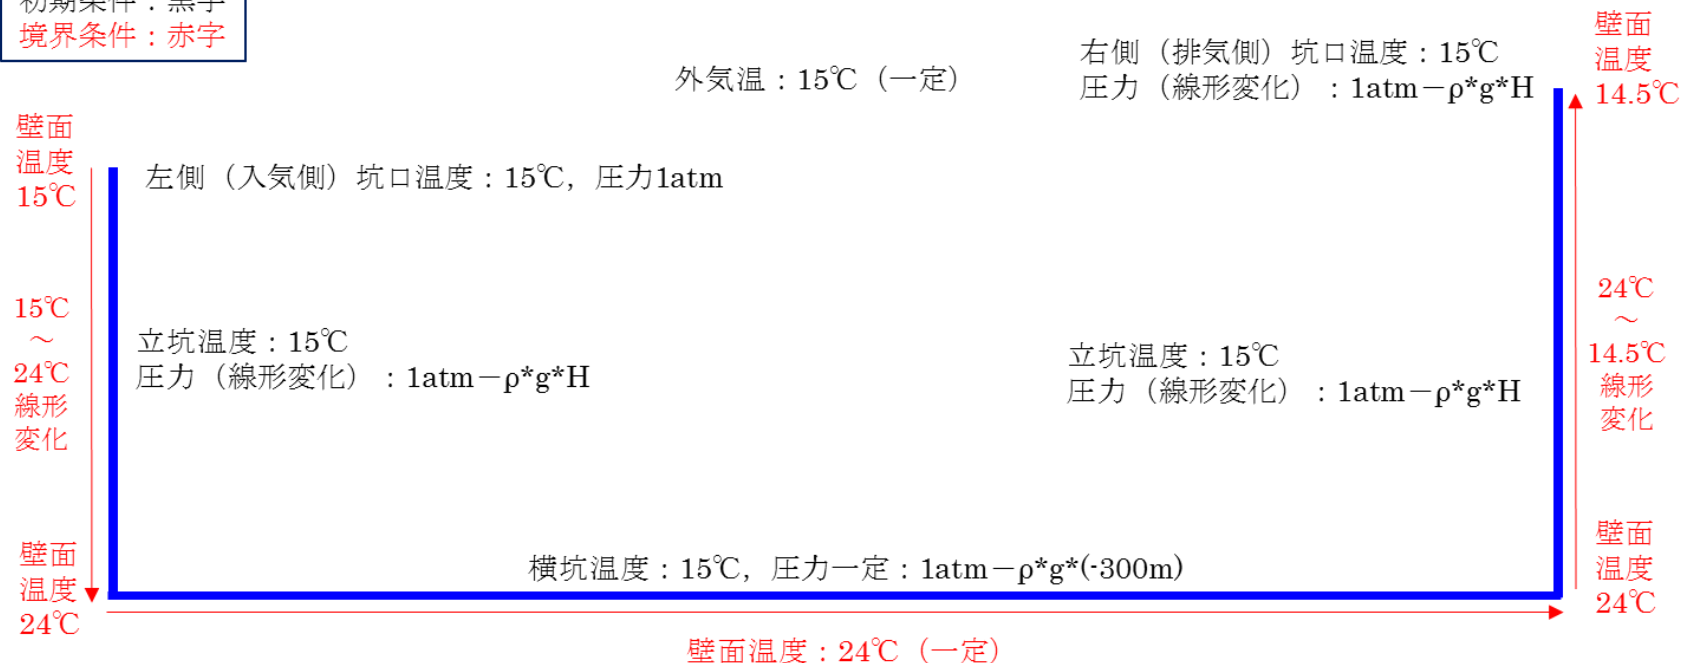 初期条件：黒字
境界条件：赤字
外気温：15℃（一定）
右側（排気側）坑口温度：15℃
圧力（線形変化）：1atm－ρ*g*H
壁面
温度
14.5℃
壁面
温度
15℃
左側（入気側）坑口温度：15℃，圧力1atm
15℃
～
24℃
線形
変化
立坑温度：15℃
圧力（線形変化）：1atm－ρ*g*H
立坑温度：15℃
圧力（線形変化）：1atm－ρ*g*H
24℃
～
14.5℃
線形
変化
壁面
温度
24℃
横坑温度：15℃，圧力一定：1atm－ρ*g*(-300m)
壁面
温度
24℃
壁面温度：24℃（一定）